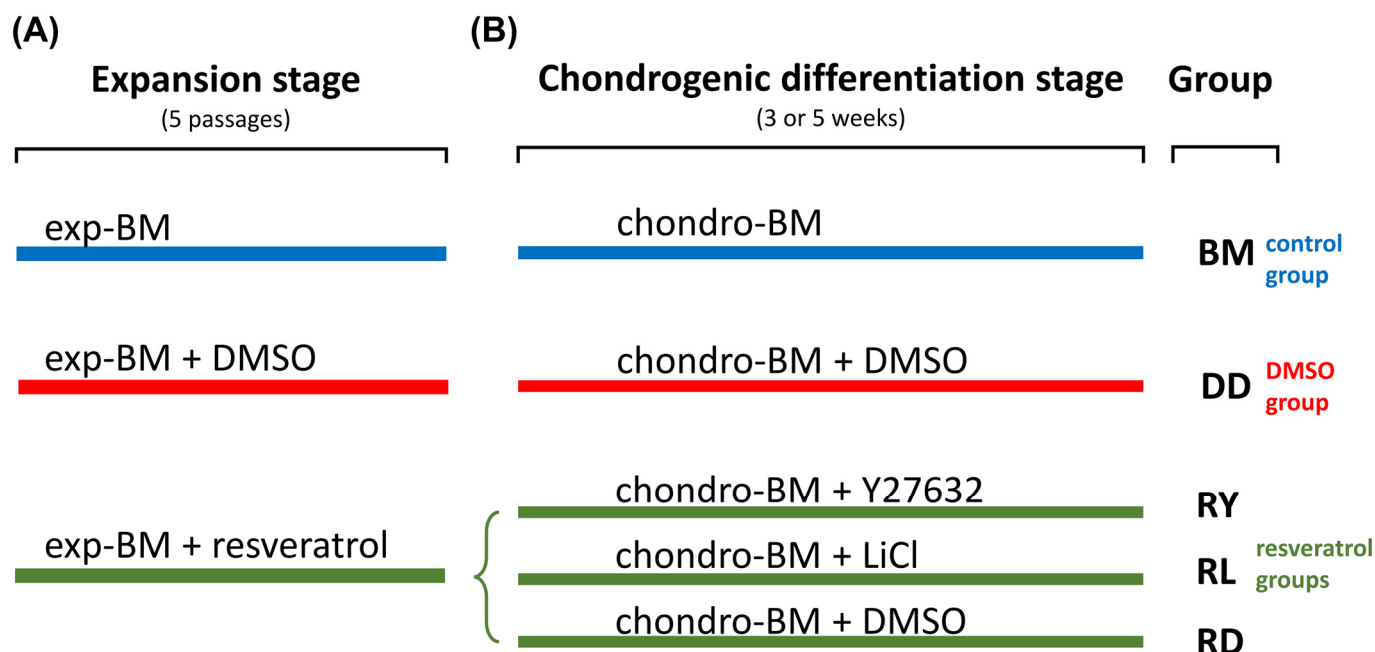 (A)
Expansion stage
(5 passages)
(B)
Chondrogenic differentiation stage
(3 or 5 weeks)
Group
exp-BM
chondro-BM
BM
control
group
exp-BM + DMSO
chondro-BM + DMSO
DD
DMSO
group
exp-BM + resveratrol
chondro-BM + Y27632
RY
chondro-BM + LiCl
RL
chondro-BM + DMSO
RD
resveratrol
groups